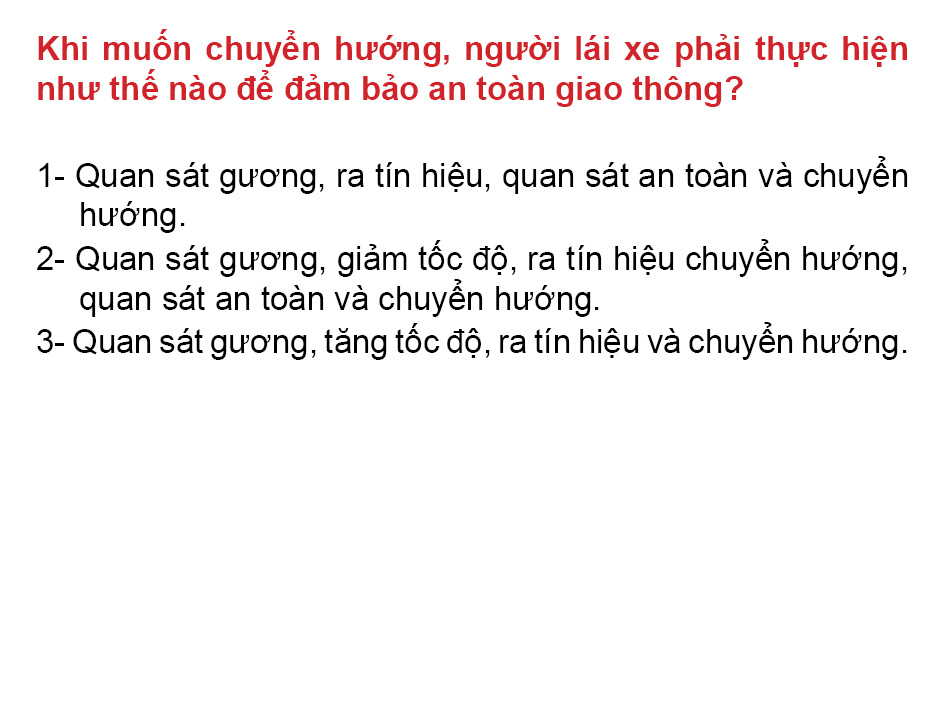 Khi muốn chuyển hướng, người lái xe phải thực hiện
như thế nào để đảm bảo an toàn giao thông?
1- Quan sát gương, ra tín hiệu, quan sát an toàn và chuyển
hướng.
2- Quan sát gương, giảm tốc độ, ra tín hiệu chuyển hướng,
quan sát an toàn và chuyển hướng.
3- Quan sát gương, tăng tốc độ, ra tín hiệu và chuyển hướng.